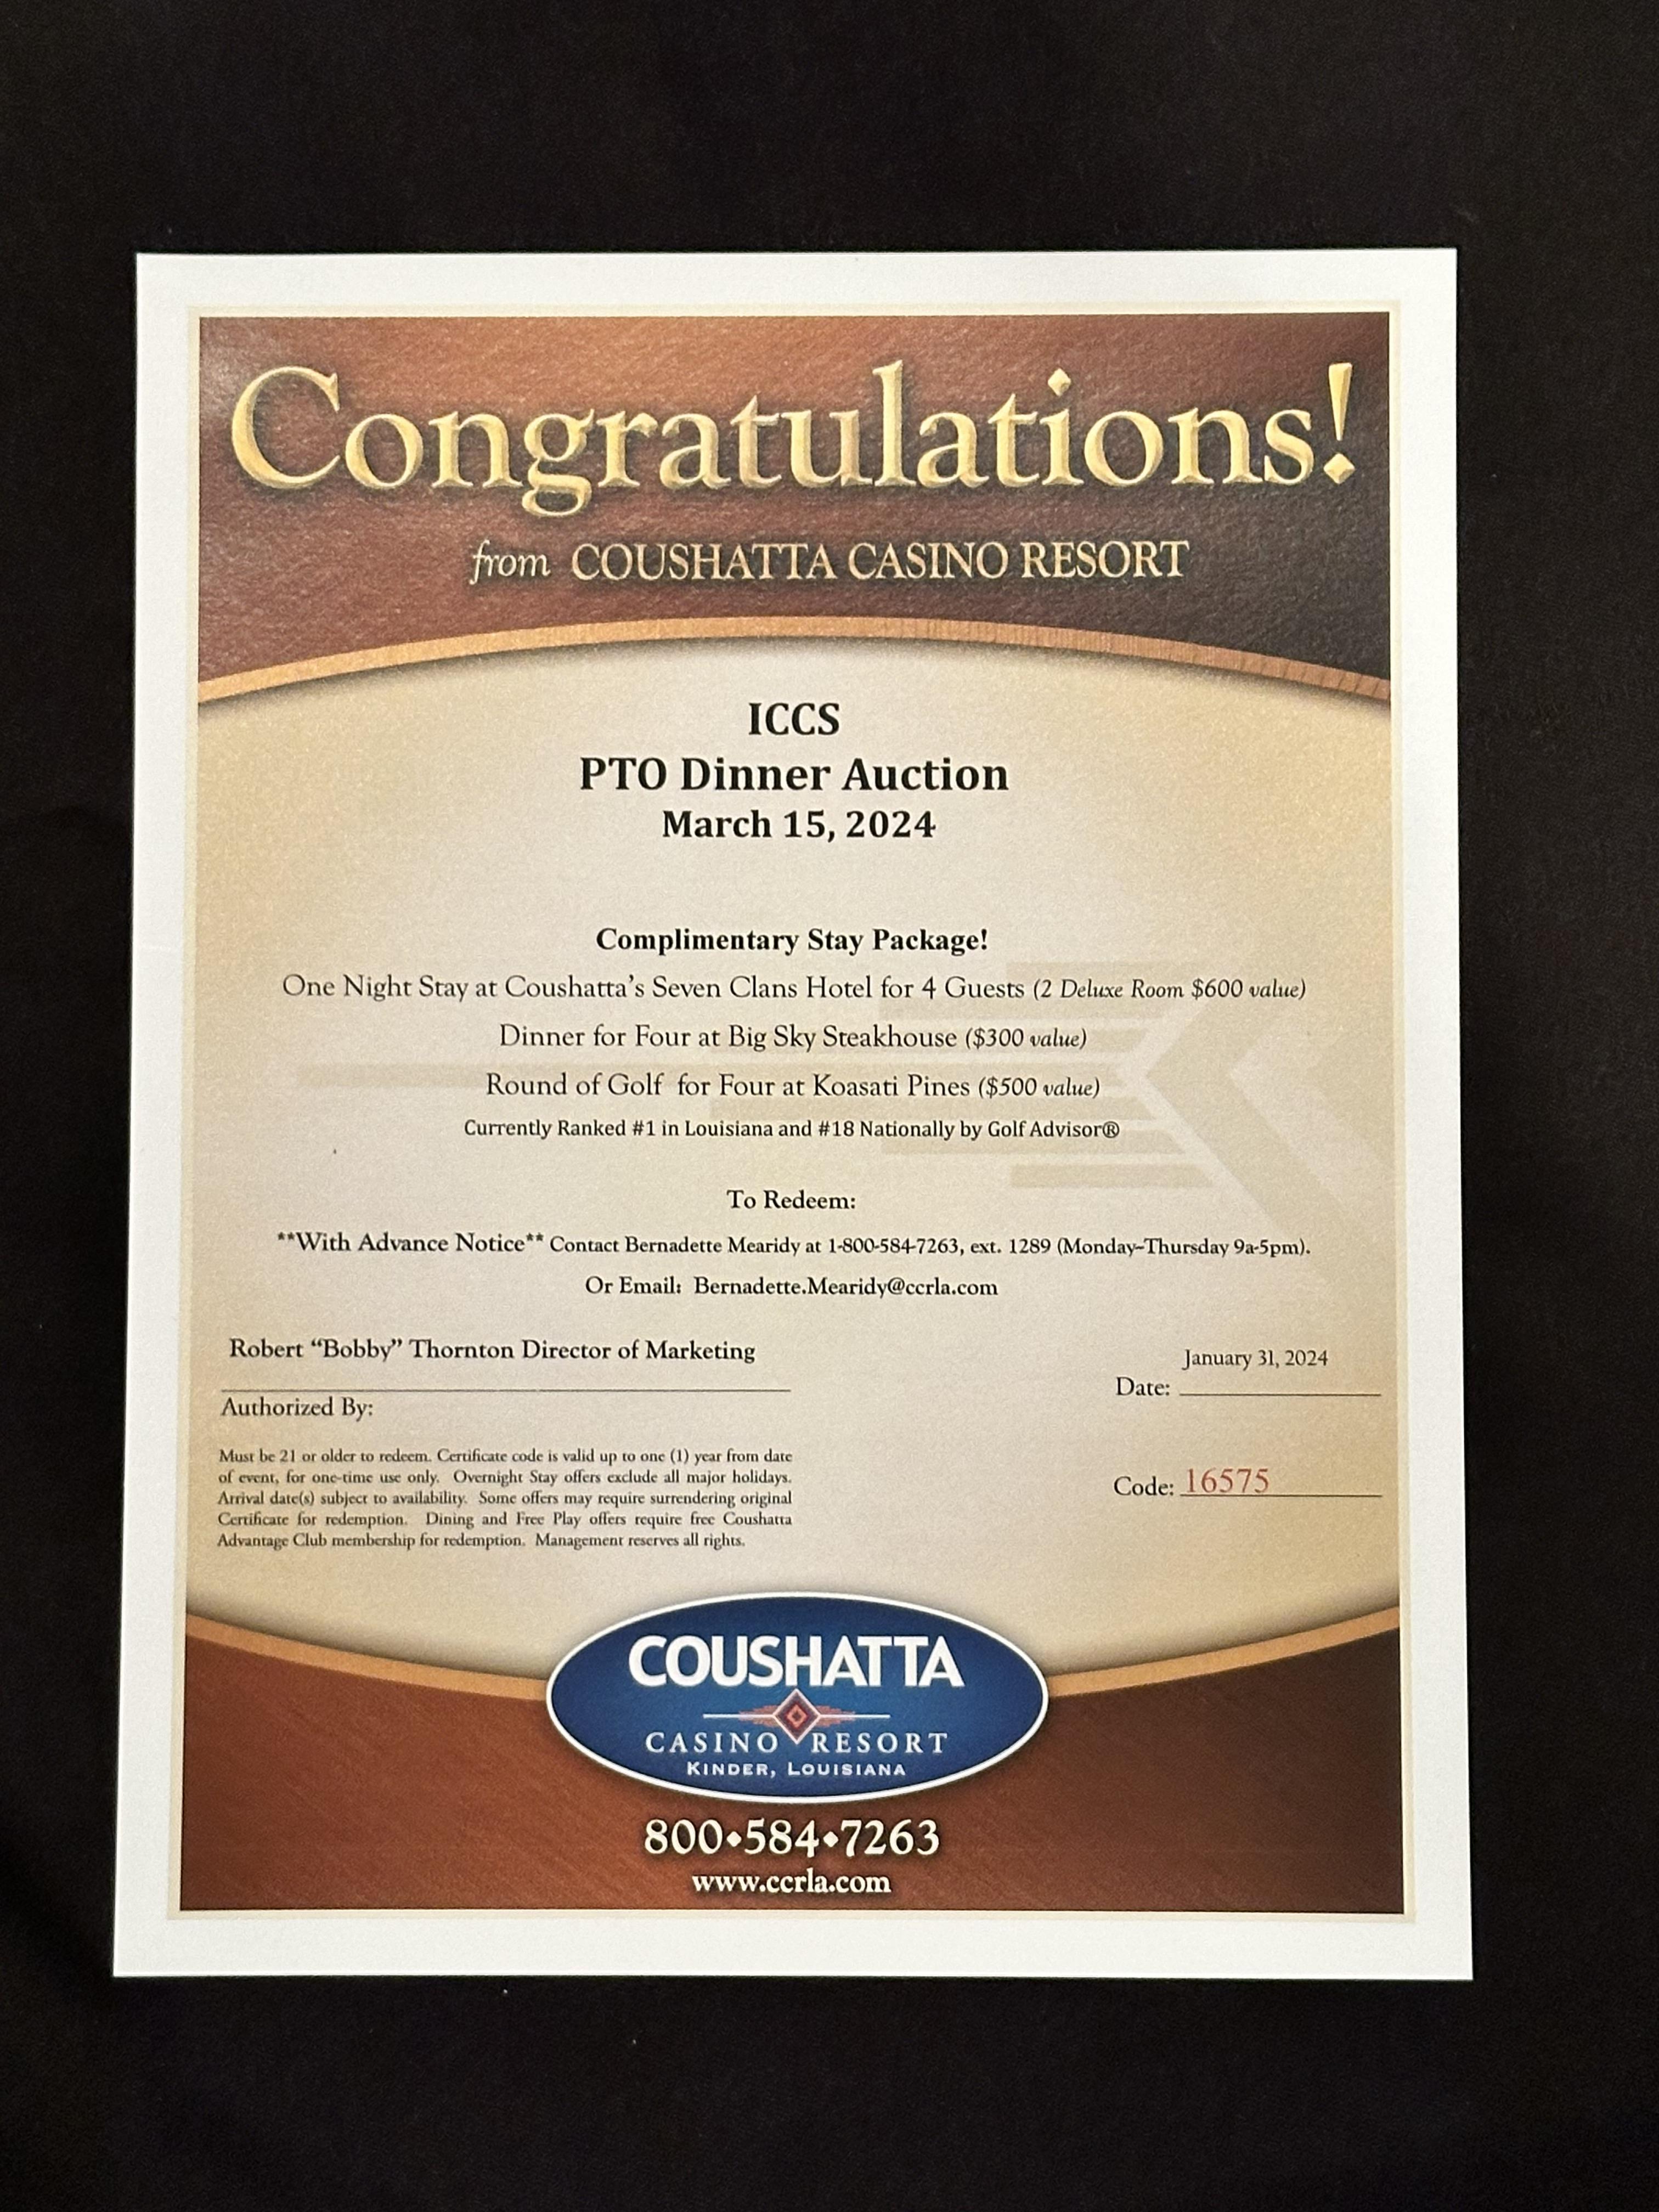 Congratulations!
from COUSHATTA CASINO RESORT
ICCS
PTO Dinner Auction
March 15, 2024
Complimentary Stay Package!
One Night Stay at Coushatta's Seven Clans Hotel for 4 Guests (2 Deluxe Room $600 value)
Dinner for Four at Big Sky Steakhouse ($300 value)
Round of Golf for Four at Koasati Pines ($500 value)
Currently Ranked #1 in Louisiana and #18 Nationally by Golf Advisor®
To Redeem:
**With Advance Notice** Contact Bernadette Mearidy at 1-800-584-7263, ext. 1289 (Monday–Thursday 9a-5pm).
Or Email: Bernadette.Mearidy@ccrla.com
Robert “Bobby” Thornton Director of Marketing
Authorized By:
January 31, 2024
Date:
Must be 21 or older to redeem. Certificate code is valid up to one (1) year from date
of event, for one-time use only. Overnight Stay offers exclude all major holidays.
Arrival date(s) subject to availability. Some offers may require surrendering original
Certificate for redemption. Dining and Free Play offers require free Coushatta
Advantage Club membership for redemption. Management reserves all rights.
Code: 16575
COUSHATTA
CASINO RESORT
KINDER, LOUISIANA
800•584•7263
www.ccrla.com